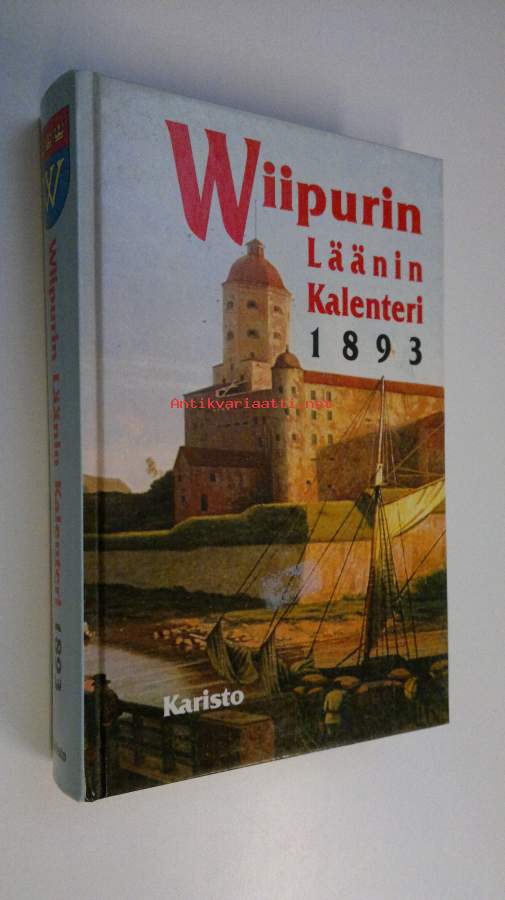 Wiipurin
Läänin
Kalenteri
1893
Antikvariaatti.net
Karisto
W
Wiipurin Läänin Kalenteri 1893